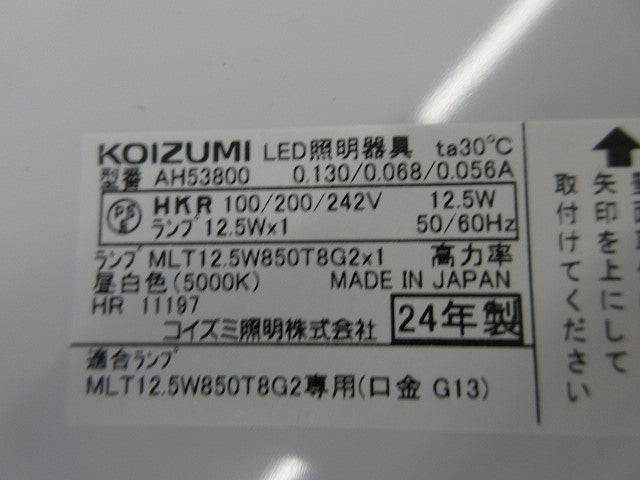 KOIZUMI LED照明器具 ta30℃
型番 AH53800 0.130/0.068/0.056A
PS E HKR 100/200/242V 12.5W
ランプ 12.5W×1 50/60Hz
ランプ MLT12.5W850T8G2×1 高力率
昼白色(5000K) MADE IN JAPAN
HR 11197
コイズミ照明株式会社 24年製
適合ランプ
MLT12.5W850T8G2専用(口金 G13)
矢印を上にして
取付けてください